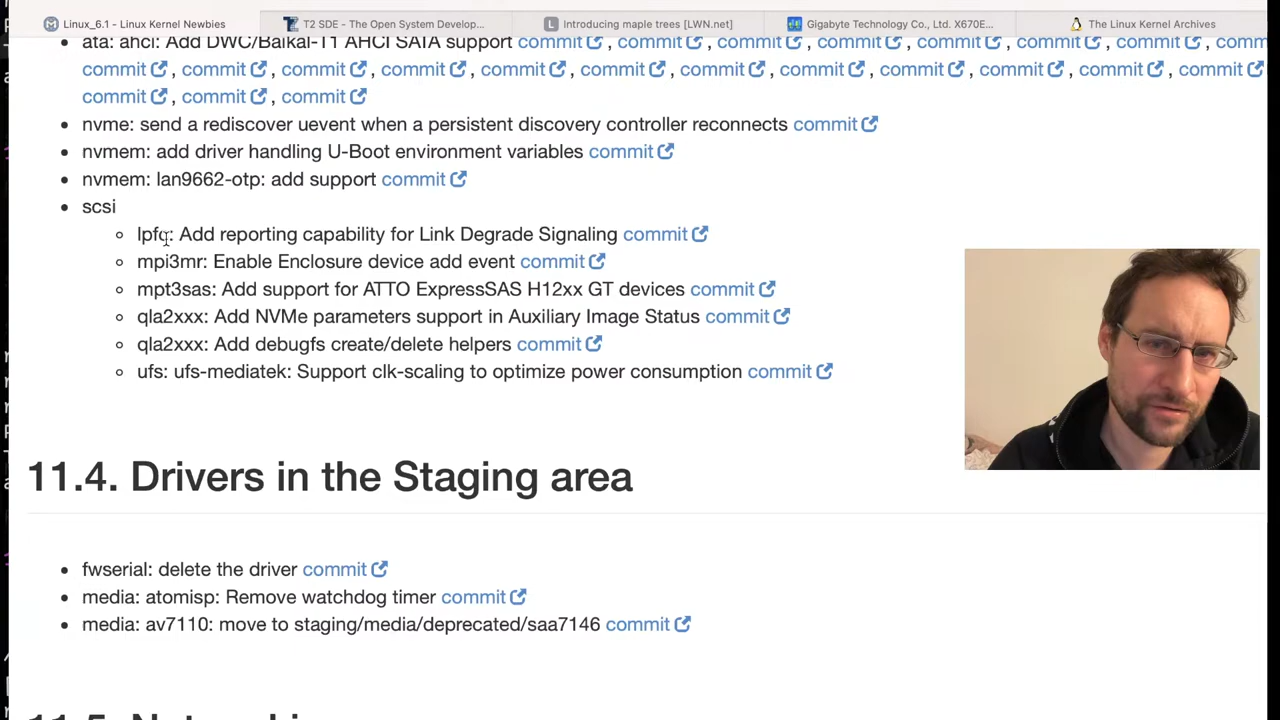 Linux_6.1 - Linux Kernel Newbies
T2 SDE - The Open System Develop...
Introducing maple trees [LWN.net]
Gigabyte Technology Co., Ltd. X670E...
The Linux Kernel Archives
ata: ahci: Add DWC/Baikal-T1 AHCI SATA support commit, commit, commit, commit, commit, commit, commit, comm
commit, commit, commit, commit, commit, commit, commit, commit, commit, commit, commit, commit
commit, commit, commit
nvme: send a rediscover uevent when a persistent discovery controller reconnects commit
nvmem: add driver handling U-Boot environment variables commit
nvmem: lan9662-otp: add support commit
scsi
lpfc: Add reporting capability for Link Degrade Signaling commit
mpi3mr: Enable Enclosure device add event commit
mpt3sas: Add support for ATTO ExpressSAS H12xx GT devices commit
qla2xxx: Add NVMe parameters support in Auxiliary Image Status commit
qla2xxx: Add debugfs create/delete helpers commit
ufs: ufs-mediatek: Support clk-scaling to optimize power consumption commit
11.4. Drivers in the Staging area
fwserial: delete the driver commit
media: atomisp: Remove watchdog timer commit
media: av7110: move to staging/media/deprecated/saa7146 commit